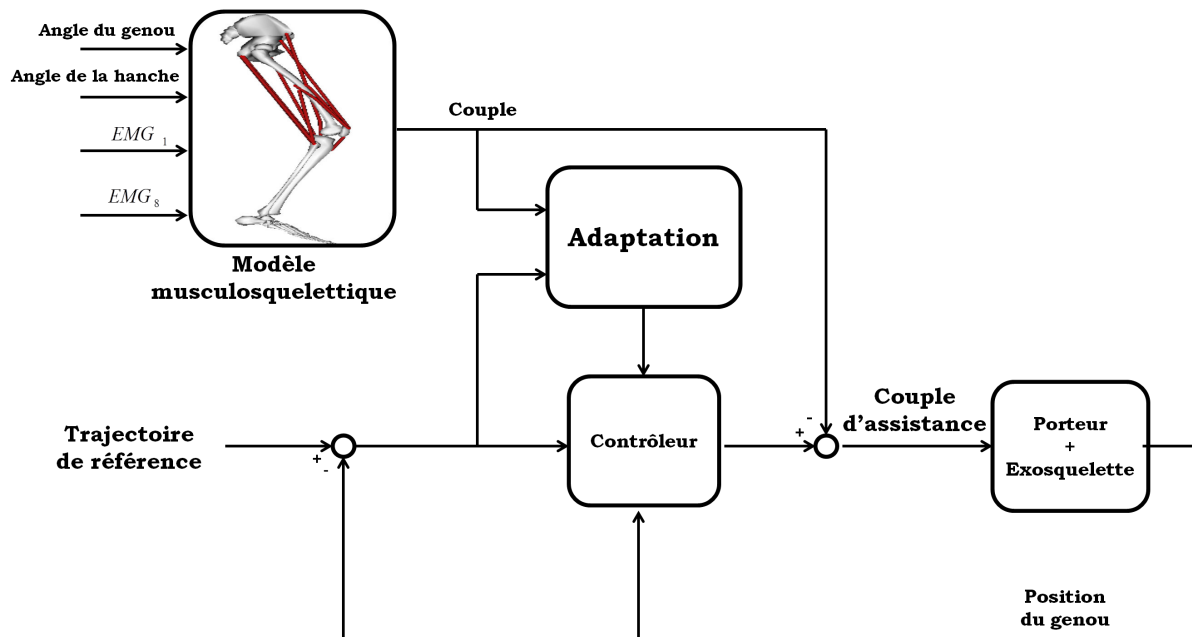 Angle du genou
Angle de la hanche
EMG 1
EMG 8
Modèle
musculosquelettique
Couple
Adaptation
Trajectoire
de référence
+
-
Contrôleur
-
+
Couple
d'assistance
Porteur
+
Exosquelette
Position
du genou